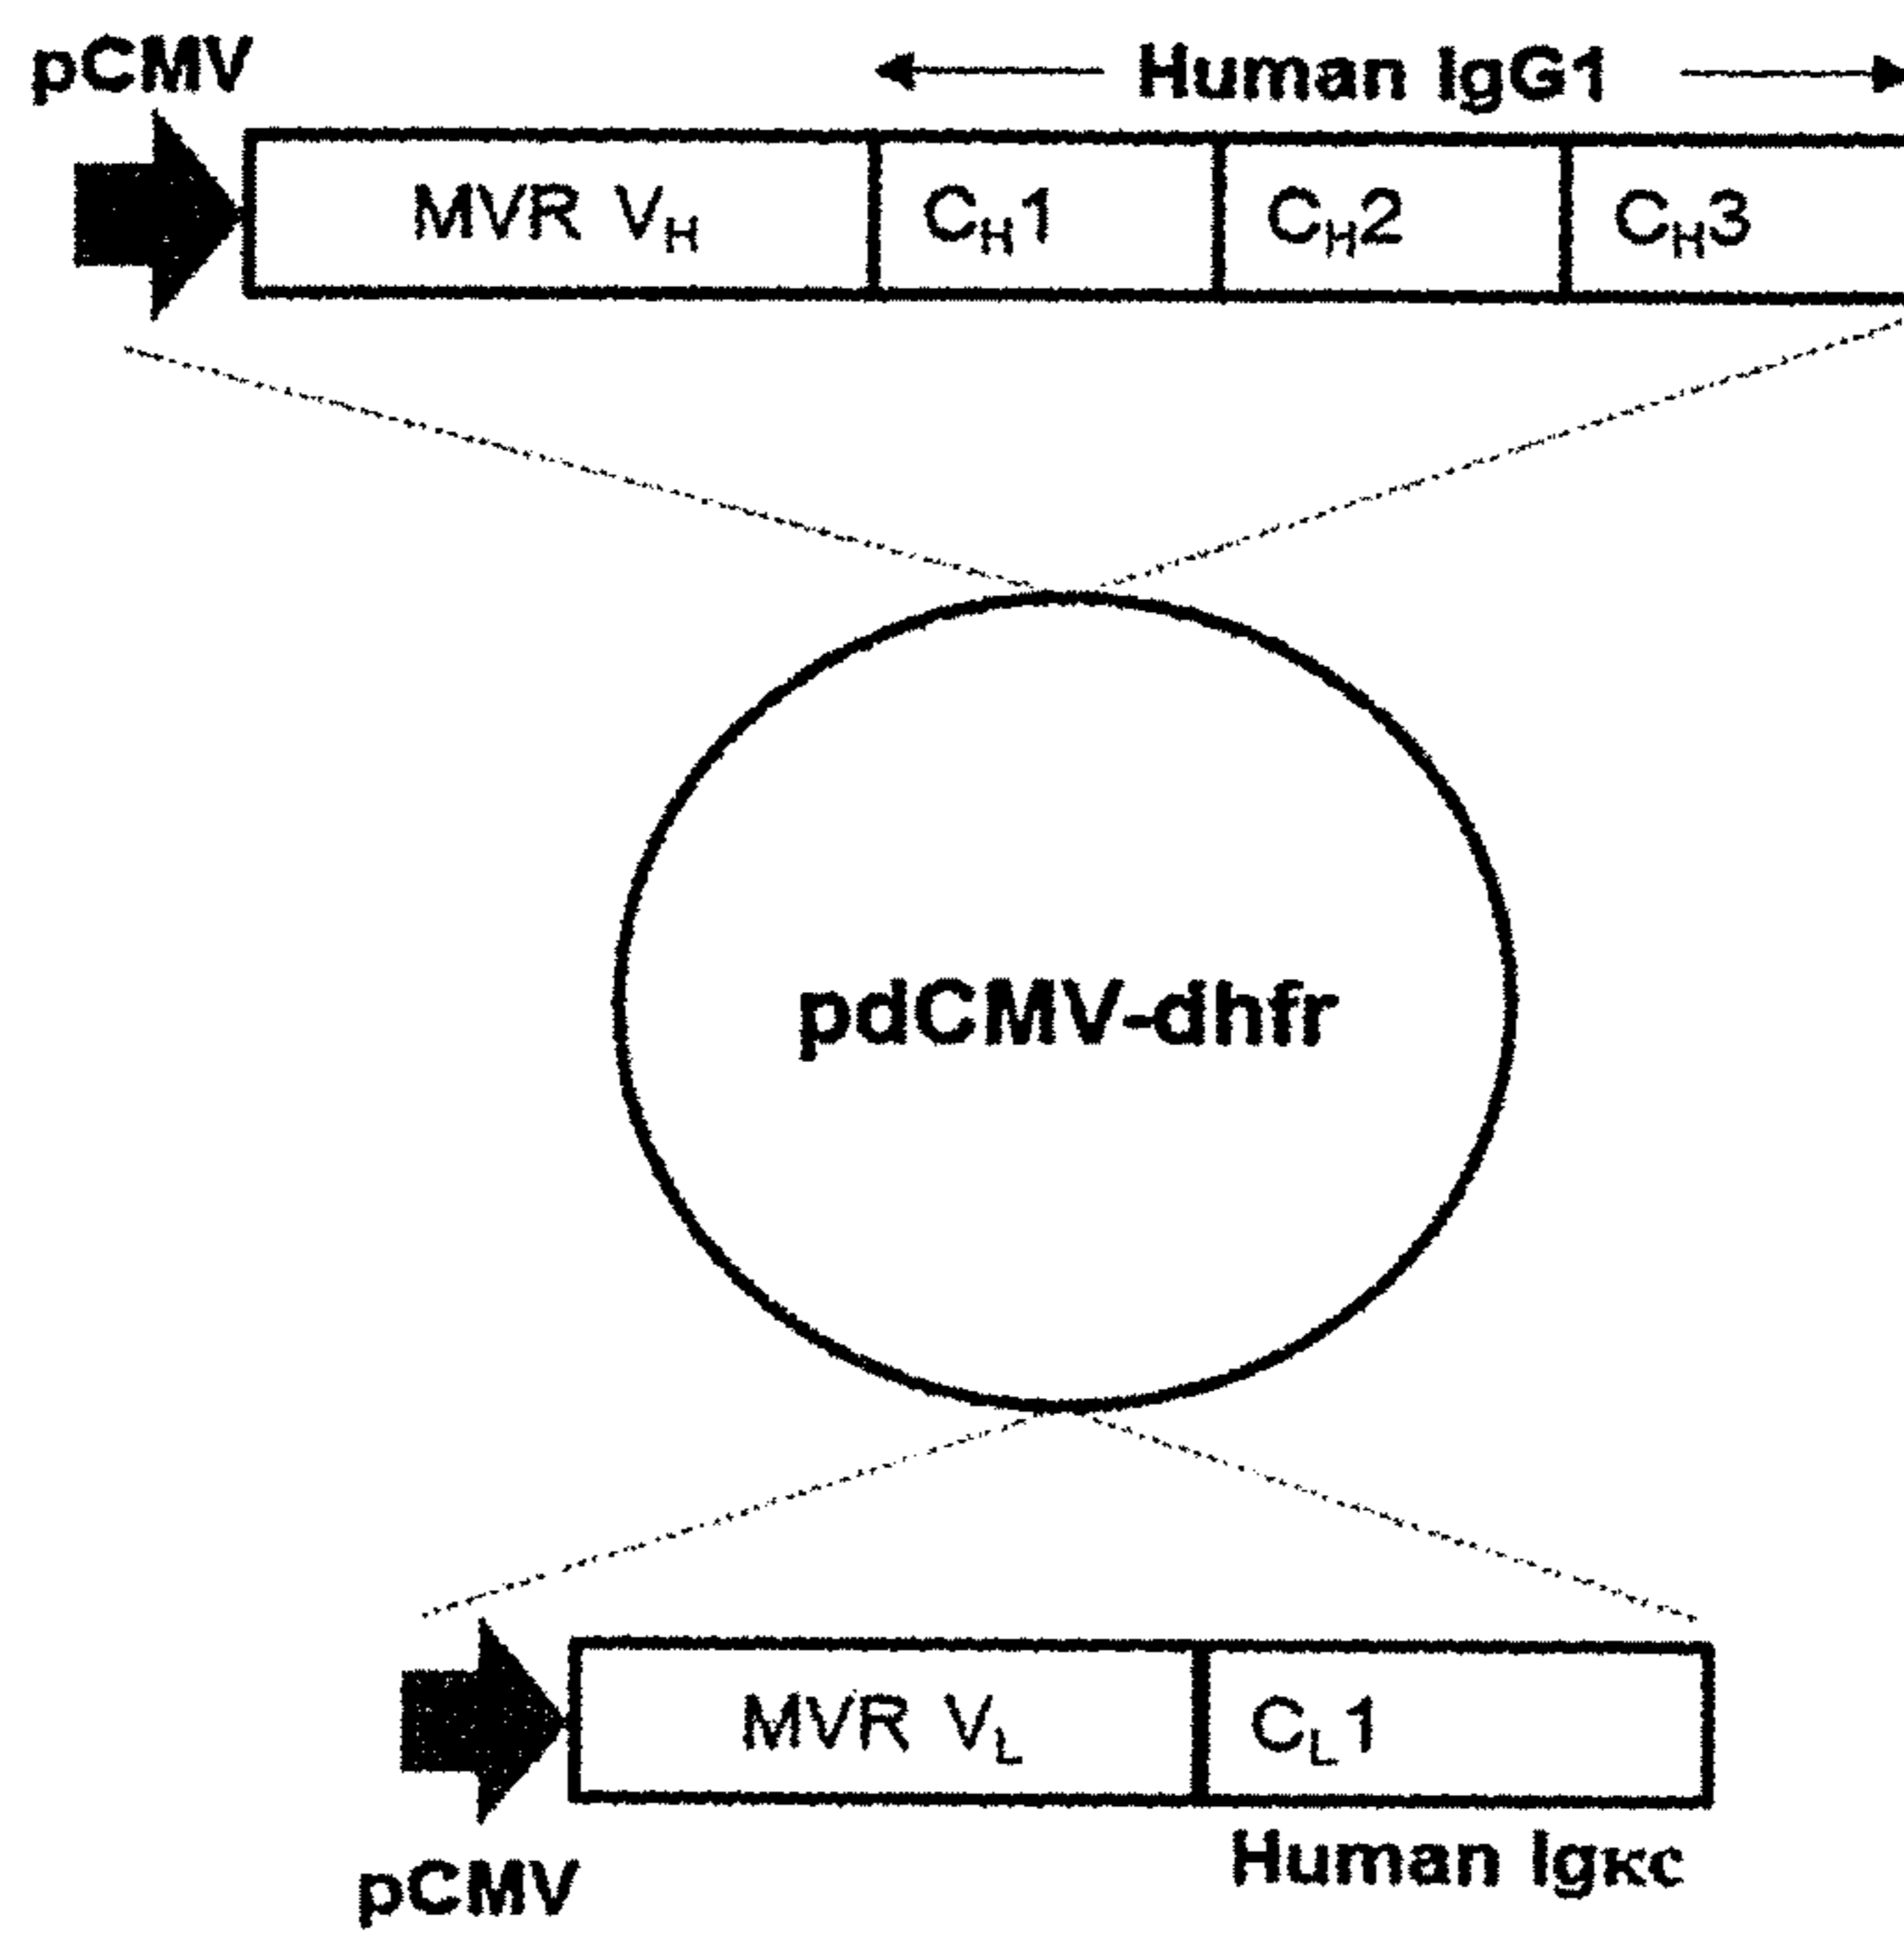 pCMV
Human IgG1
MVR VH CH1 CH2 CH3
pdCMV-dhfr
MVR VL CL1
Human Igκc
pCMV